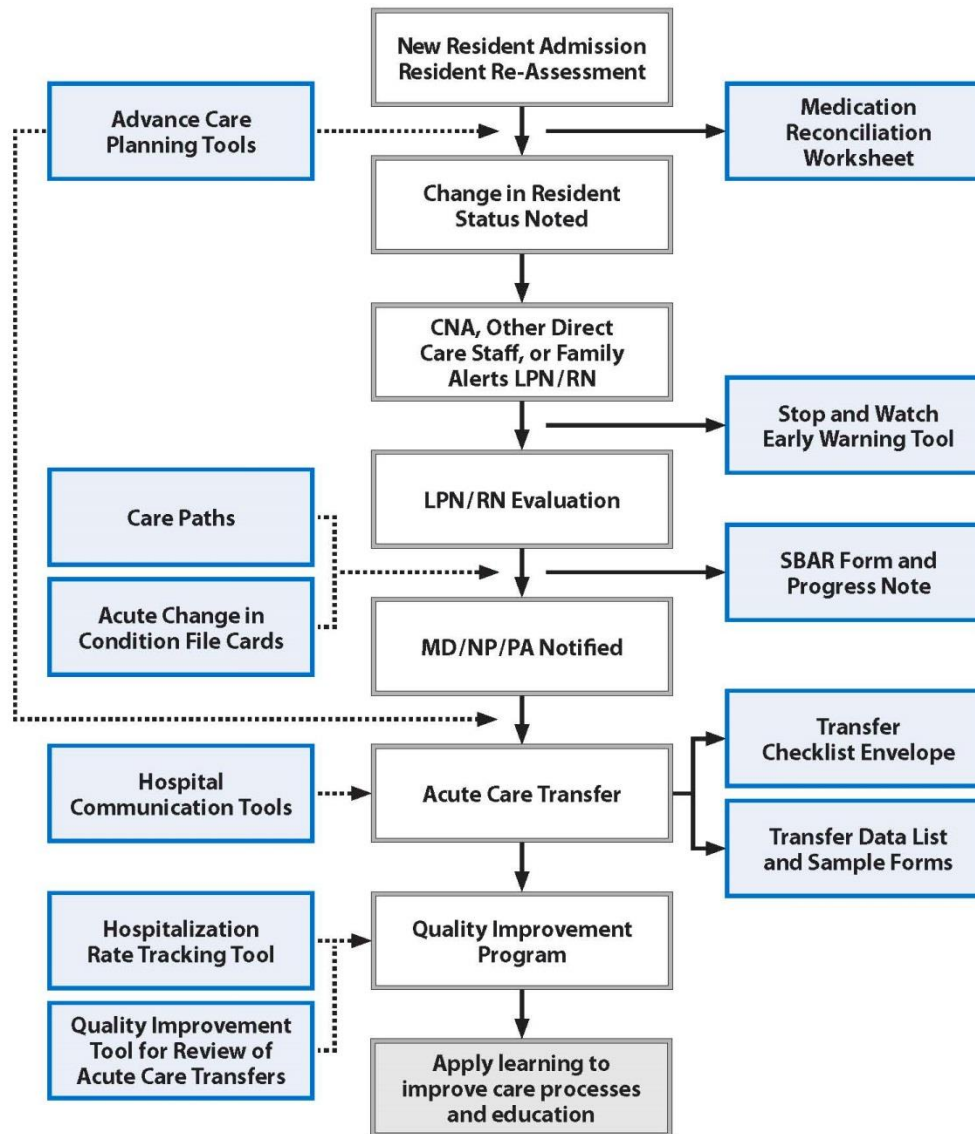 New Resident Admission
Resident Re-Assessment
Advance Care
Planning Tools
Medication
Reconciliation
Worksheet
Change in Resident
Status Noted
CNA, Other Direct
Care Staff, or Family
Alerts LPN/RN
Stop and Watch
Early Warning Tool
Care Paths
LPN/RN Evaluation
SBAR Form and
Progress Note
Acute Change in
Condition File Cards
MD/NP/PA Notified
Transfer
Checklist Envelope
Hospital
Communication Tools
Acute Care Transfer
Transfer Data List
and Sample Forms
Hospitalization
Rate Tracking Tool
Quality Improvement
Program
Quality Improvement
Tool for Review of
Acute Care Transfers
Apply learning to
improve care processes
and education